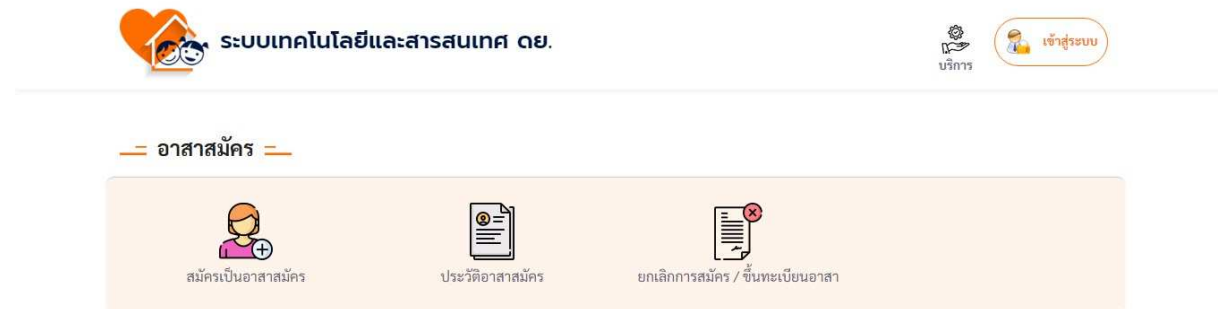 ระบบเทคโนโลยีและสารสนเทศ ดย.
บริการ
เข้าสู่ระบบ
อาสาสมัคร
สมัครเป็นอาสาสมัคร
ประวัติอาสาสมัคร
ยกเลิกการสมัคร / ขึ้นทะเบียนอาสา